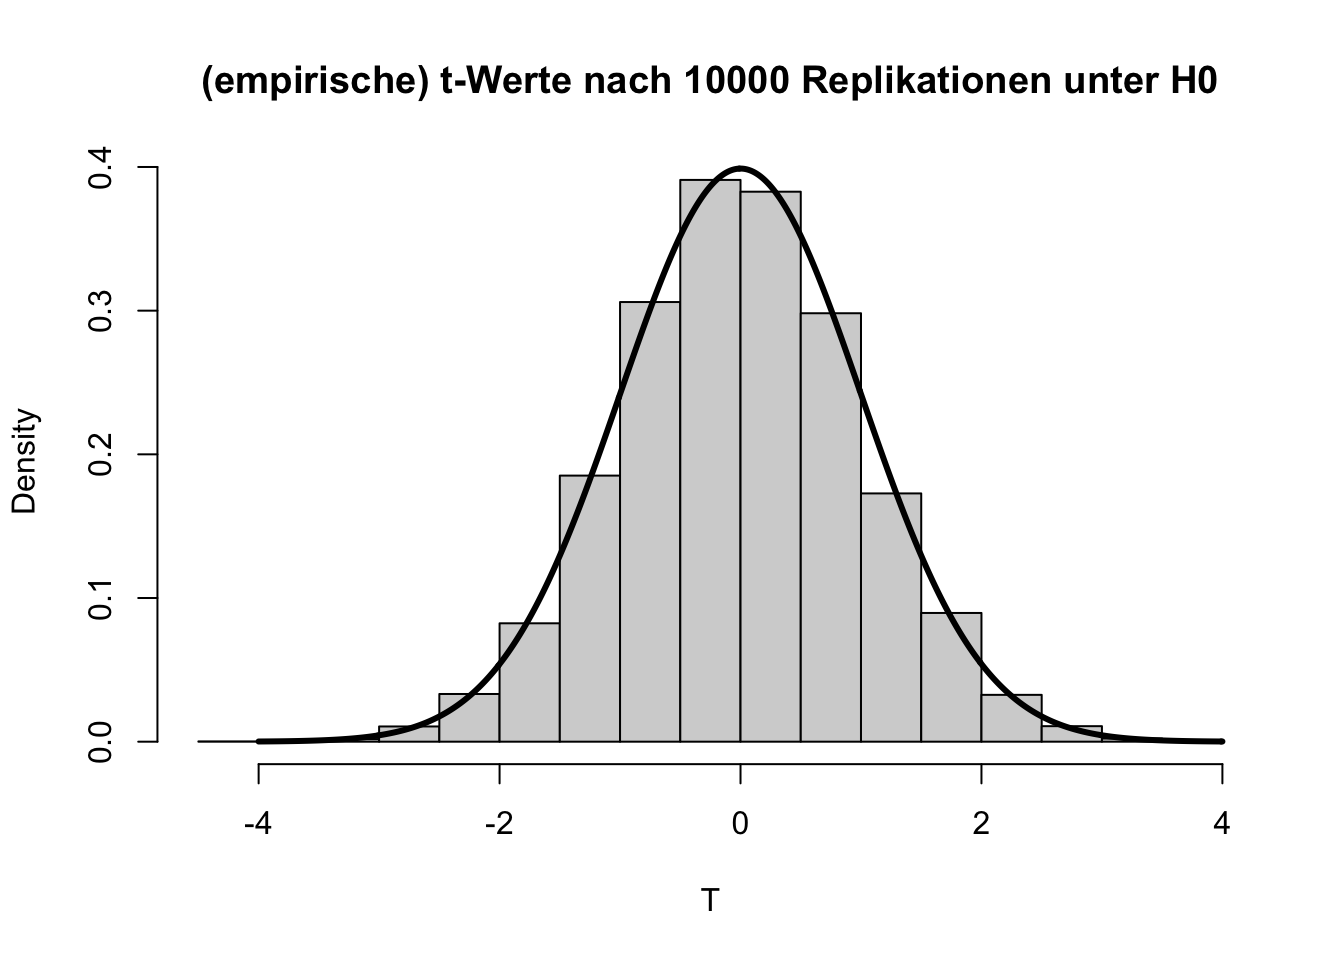 (empirische) t-Werte nach 10000 Replikationen unter H0
Density
0.4
0.3
0.2
0.1
0.0
-4 -2 0 2 4
T